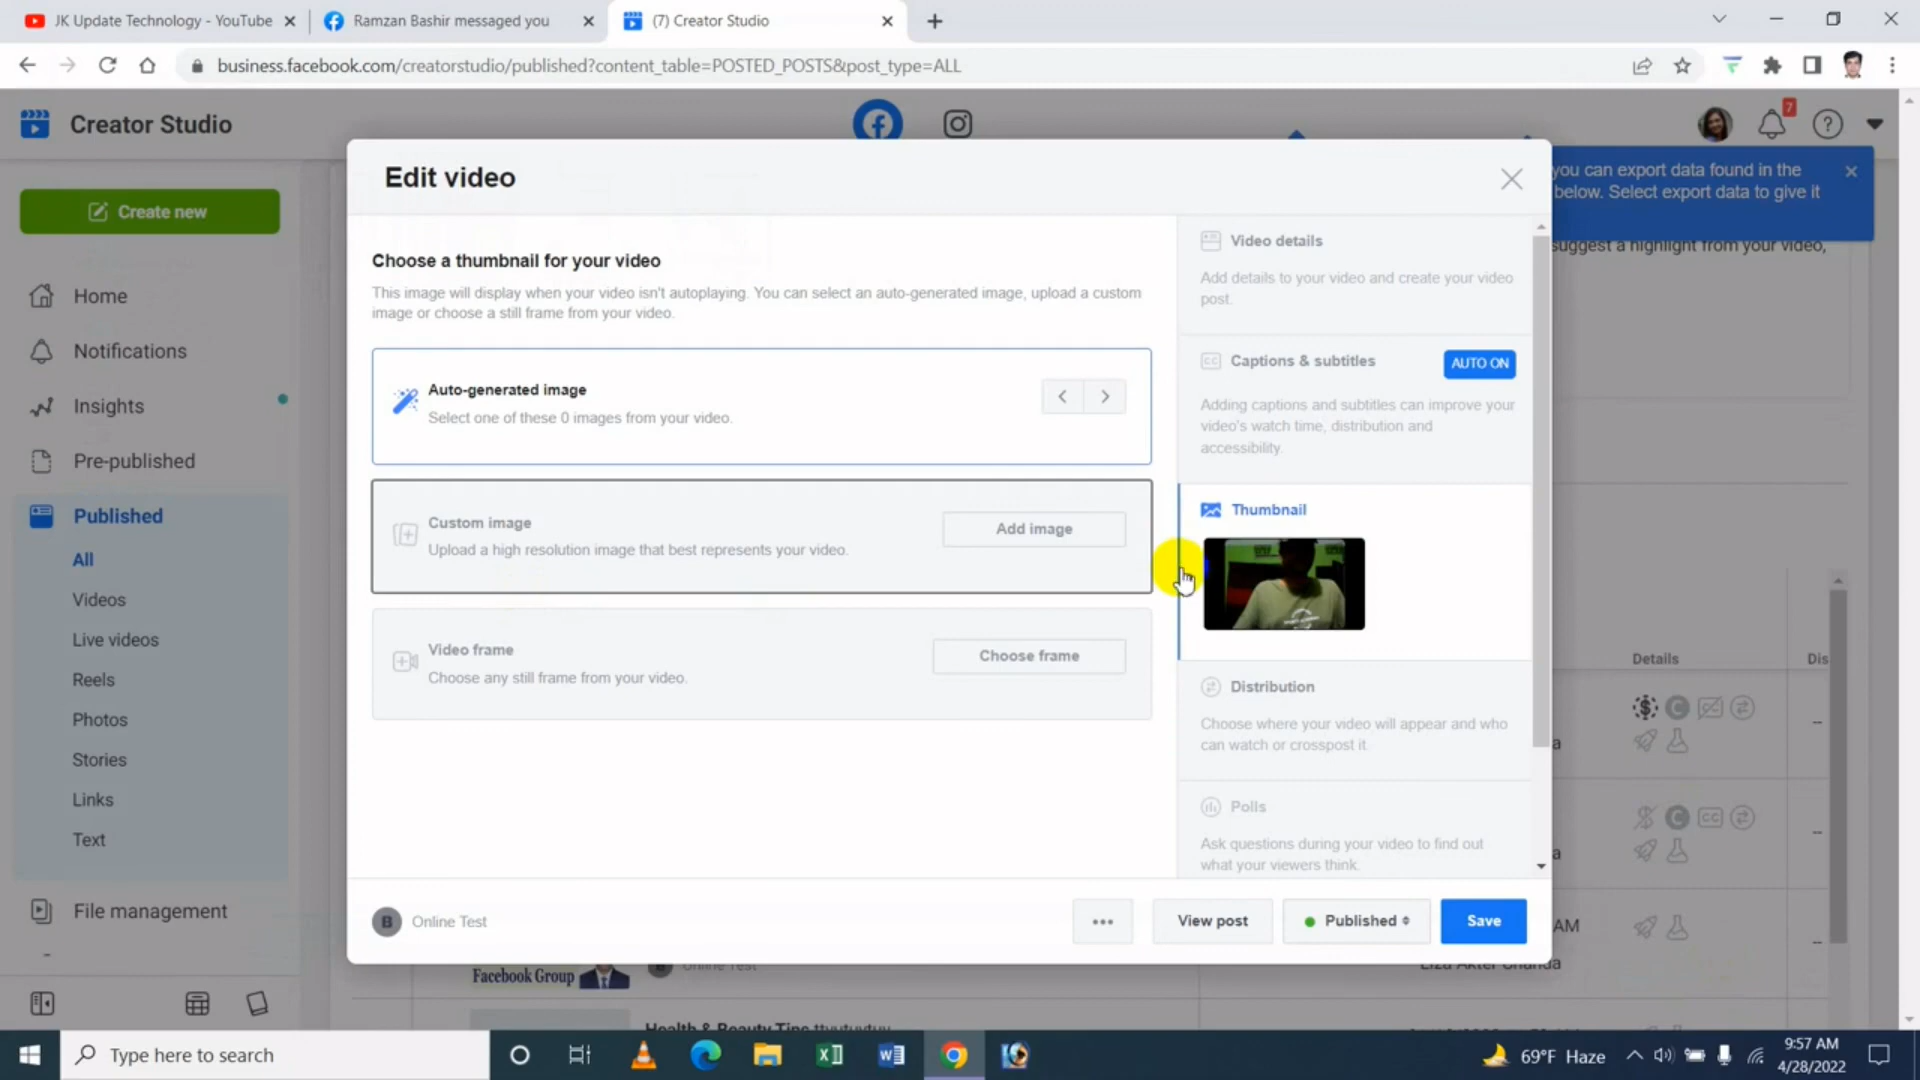 JK Update Technology - YouTube
Ramzan Bashir messaged you
(7) Creator Studio
business.facebook.com/creatorstudio/published?content_table=POSTED_POSTS&post_type=ALL
Creator Studio
7
Create new
Home
Notifications
Insights
Pre-published
Published
All
Videos
Live videos
Reels
Photos
Stories
Links
Text
File management
Edit video
Choose a thumbnail for your video
This image will display when your video isn't autoplaying. You can select an auto-generated image, upload a custom
image or choose a still frame from your video.
Auto-generated image
Select one of these 0 images from your video.
Custom image
Upload a high resolution image that best represents your video.
Add image
Video frame
Choose any still frame from your video.
Choose frame
Video details
Add details to your video and create your video
post.
Captions & subtitles
AUTO ON
Adding captions and subtitles can improve your
video's watch time, distribution and
accessibility.
Thumbnail
Distribution
Choose where your video will appear and who
can watch or crosspost it
Polls
Ask questions during your video to find out
what your viewers think.
B Online Test
View post
Published
Save
you can export data found in the
below. Select export data to give it
suggest a highlight from your video,
Details
Dis
a
a
AM
Facebook Group
Online Test
Health & Beauty Tips
Type here to search
69°F Haze
9:57 AM
4/28/2022